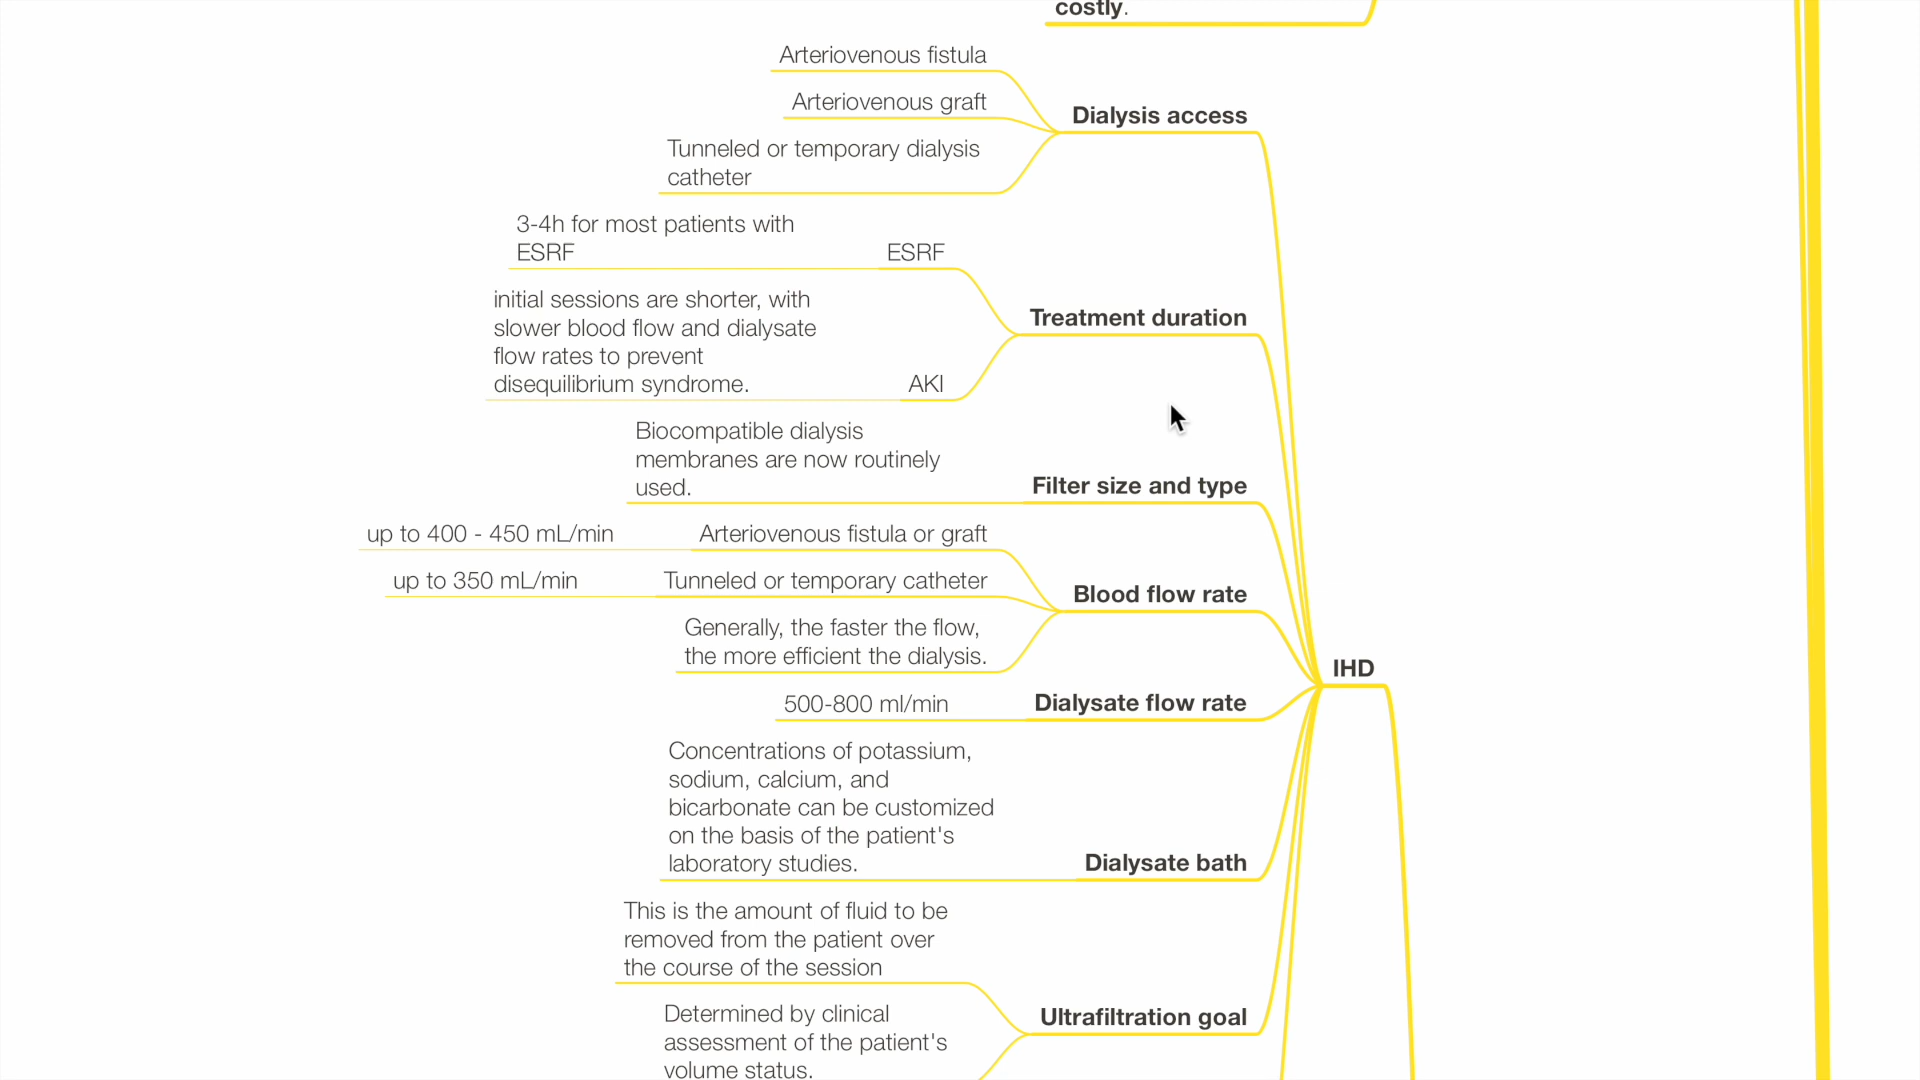 costly.
Arteriovenous fistula
Arteriovenous graft
Dialysis access
Tunneled or temporary dialysis
catheter
3-4h for most patients with
ESRF
ESRF
initial sessions are shorter, with
slower blood flow and dialysate
flow rates to prevent
disequilibrium syndrome.
AKI
Treatment duration
Biocompatible dialysis
membranes are now routinely
used.
Filter size and type
up to 400 - 450 mL/min
Arteriovenous fistula or graft
up to 350 mL/min
Tunneled or temporary catheter
Blood flow rate
Generally, the faster the flow,
the more efficient the dialysis.
IHD
500-800 ml/min
Dialysate flow rate
Concentrations of potassium,
sodium, calcium, and
bicarbonate can be customized
on the basis of the patient's
laboratory studies.
Dialysate bath
This is the amount of fluid to be
removed from the patient over
the course of the session
Ultrafiltration goal
Determined by clinical
assessment of the patient's
volume status.